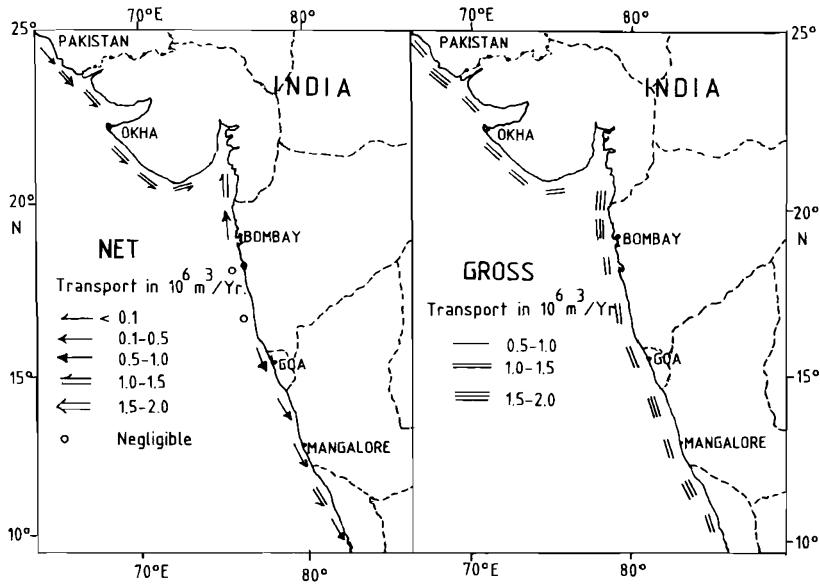 70°E 80° 70°E 80°
25° 25°
PAKISTAN
INDIA
OKHA
20°
N
BOMBAY
NET
Transport in 10⁶ m³/Yr.
< 0.1
0.1-0.5
0.5-1.0
1.0-1.5
1.5-2.0
Negligible
GOA
15°
MANGALORE
10°
70°E 80°
PAKISTAN
INDIA
OKHA
20°
N
BOMBAY
GROSS
Transport in 10⁶ m³/Yr
0.5-1.0
1.0-1.5
1.5-2.0
GOA
15°
MANGALORE
10°
70°E 80°